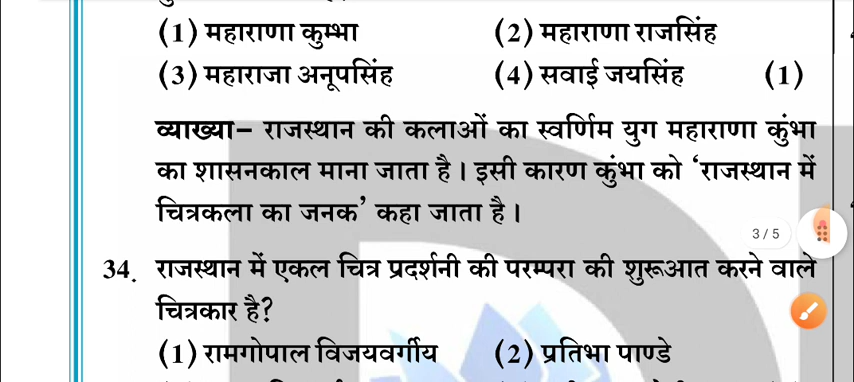 (1) महाराणा कुम्भा (2) महाराणा राजसिंह
(3) महाराजा अनूपसिंह (4) सवाई जयसिंह (1)
व्याख्या– राजस्थान की कलाओं का स्वर्णिम युग महाराणा कुंभा
का शासनकाल माना जाता है। इसी कारण कुंभा को ‘राजस्थान में
चित्रकला का जनक’ कहा जाता है।
3 / 5
34. राजस्थान में एकल चित्र प्रदर्शनी की परम्परा की शुरूआत करने वाले
चित्रकार है?
(1) रामगोपाल विजयवर्गीय (2) प्रतिभा पाण्डे